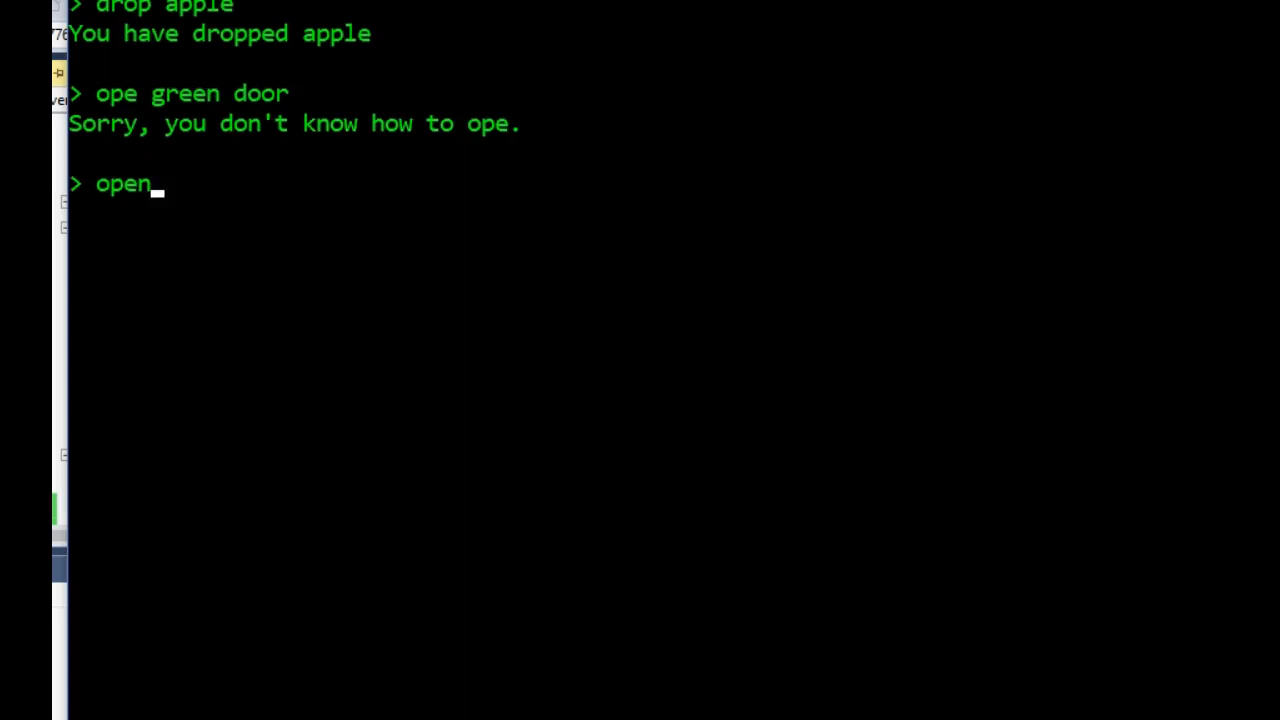 > drop apple
You have dropped apple
> ope green door
Sorry, you don't know how to ope.
> open